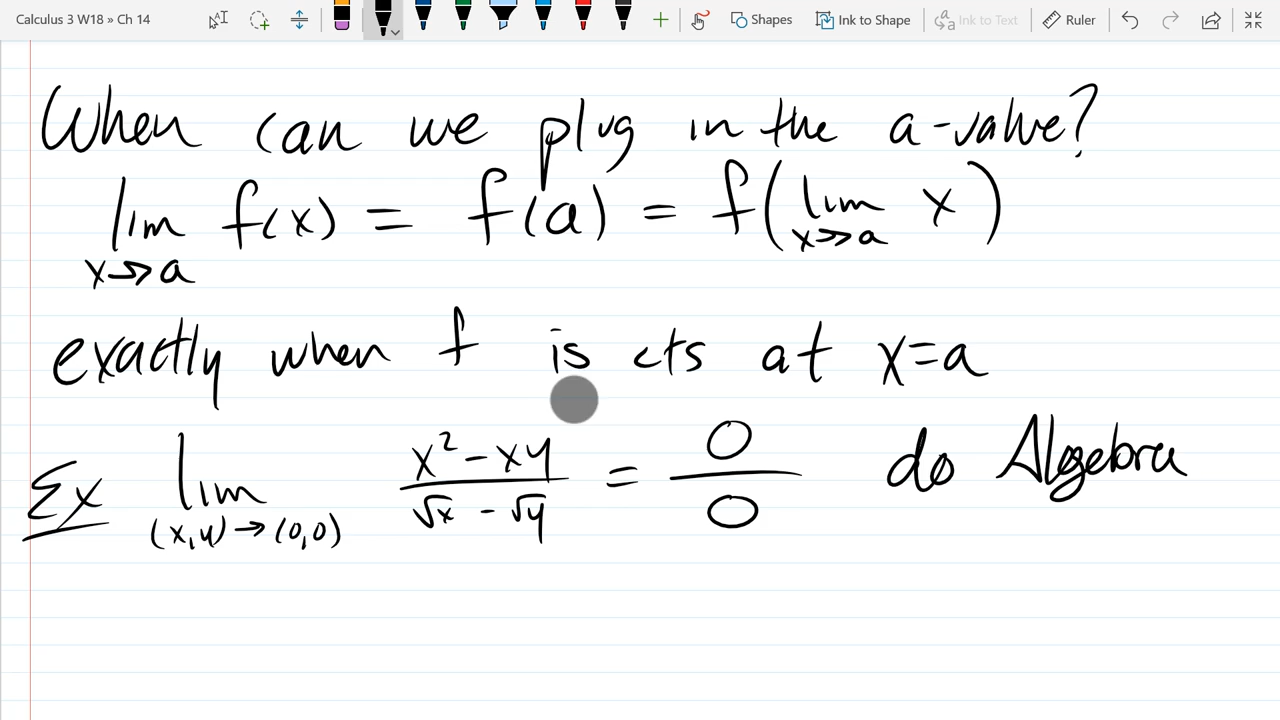 Calculus 3 W18 » Ch 14
Shapes
Ink to Shape
Ink to Text
Ruler
When can we plug in the a-value?
lim f(x) = f(a) = f(lim x)
x→a x→a
exactly when f is cts at x=a
Ex lim x² - xy / √x - √y = 0/0 do Algebra
(x,y)→(0,0)